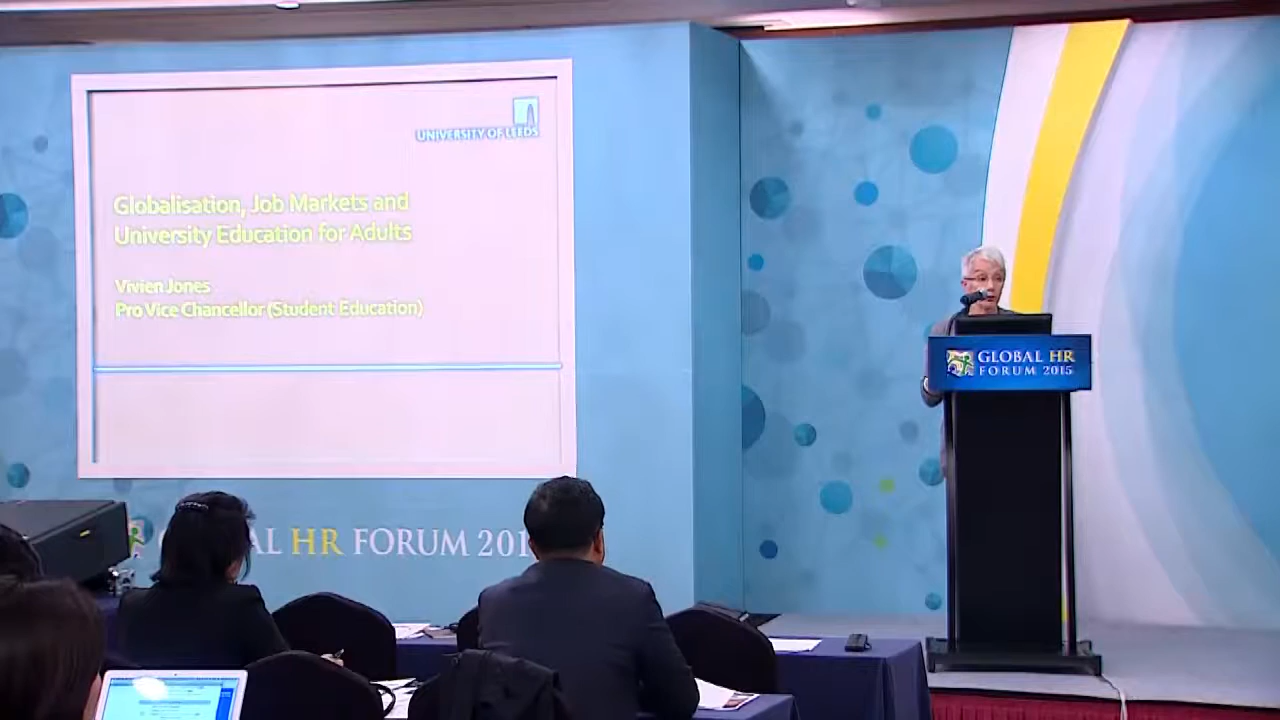 UNIVERSITY OF LEEDS
Globalisation, Job Markets and
University Education for Adults
Vivien Jones
Pro Vice Chancellor (Student Education)
GLOBAL HR
FORUM 2015
AL HR FORUM 201